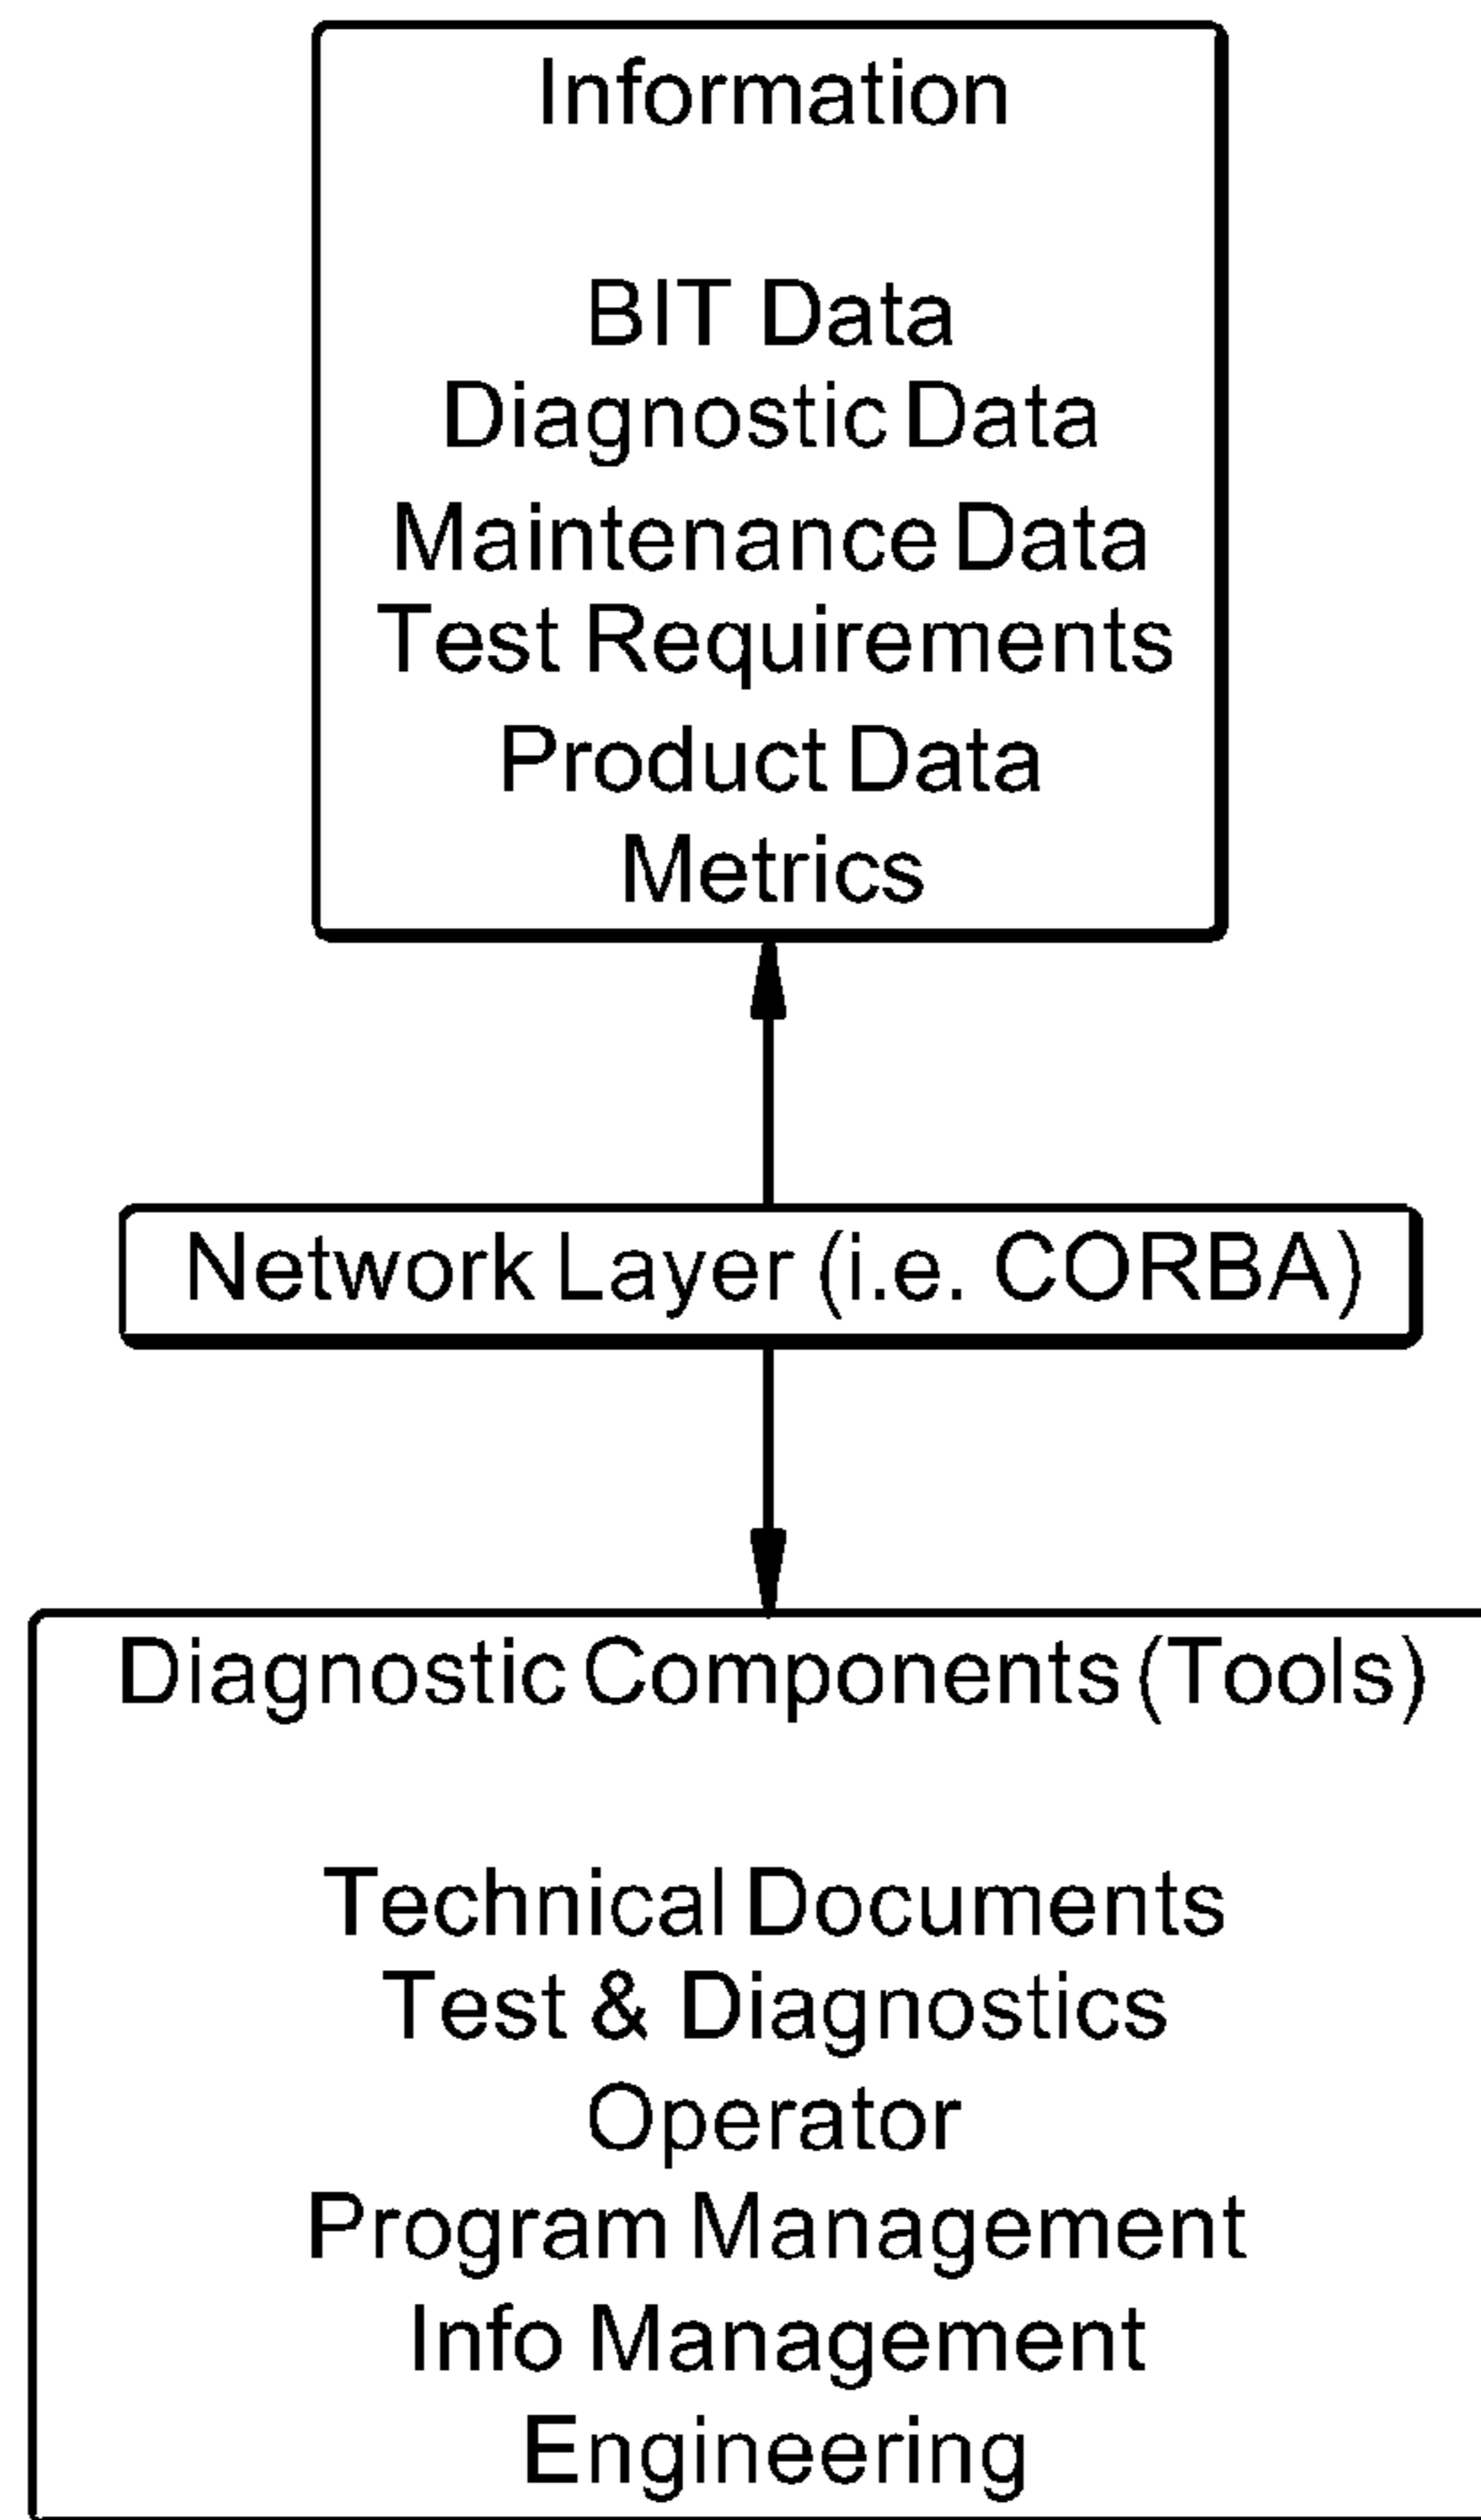 Information
BIT Data
Diagnostic Data
Maintenance Data
Test Requirements
Product Data
Metrics
Network Layer (i.e. CORBA)
Diagnostic Components (Tools)
Technical Documents
Test & Diagnostics
Operator
Program Management
Info Management
Engineering